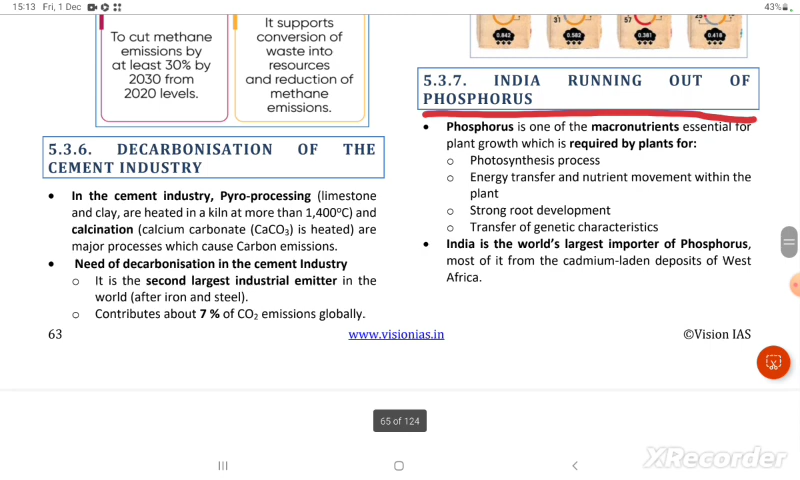 15:13 Fri, 1 Dec
43%
To cut methane
emissions by
at least 30% by
2030 from
2020 levels.
It supports
conversion of
waste into
resources
and reduction of
methane
emissions.
5.3.6. DECARBONISATION OF THE
CEMENT INDUSTRY
• In the cement industry, Pyro-processing (limestone
and clay, are heated in a kiln at more than 1,400°C) and
calcination (calcium carbonate (CaCO₃) is heated) are
major processes which cause Carbon emissions.
• Need of decarbonisation in the cement Industry
o It is the second largest industrial emitter in the
world (after iron and steel).
o Contributes about 7 % of CO₂ emissions globally.
31
57
0.842
0.582
0.381
0.418
5.3.7. INDIA RUNNING OUT OF
PHOSPHORUS
• Phosphorus is one of the macronutrients essential for
plant growth which is required by plants for:
o Photosynthesis process
o Energy transfer and nutrient movement within the
plant
o Strong root development
o Transfer of genetic characteristics
• India is the world's largest importer of Phosphorus,
most of it from the cadmium-laden deposits of West
Africa.
63
www.visionias.in
©Vision IAS
65 of 124
XRecorder